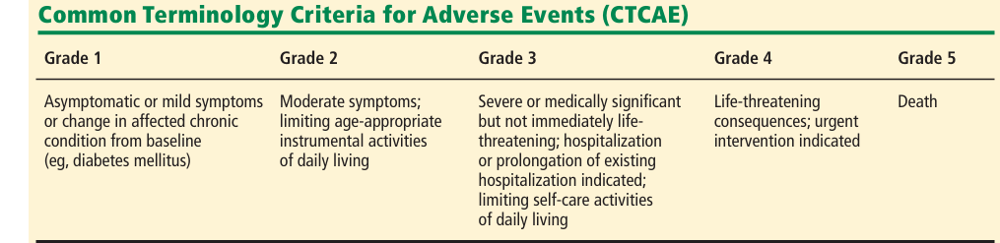 Common Terminology Criteria for Adverse Events (CTCAE)
Grade 1
Grade 2
Grade 3
Grade 4
Grade 5
Asymptomatic or mild symptoms
or change in affected chronic
condition from baseline
(eg, diabetes mellitus)
Moderate symptoms;
limiting age-appropriate
instrumental activities
of daily living
Severe or medically significant
but not immediately life-
threatening; hospitalization
or prolongation of existing
hospitalization indicated;
limiting self-care activities
of daily living
Life-threatening
consequences; urgent
intervention indicated
Death